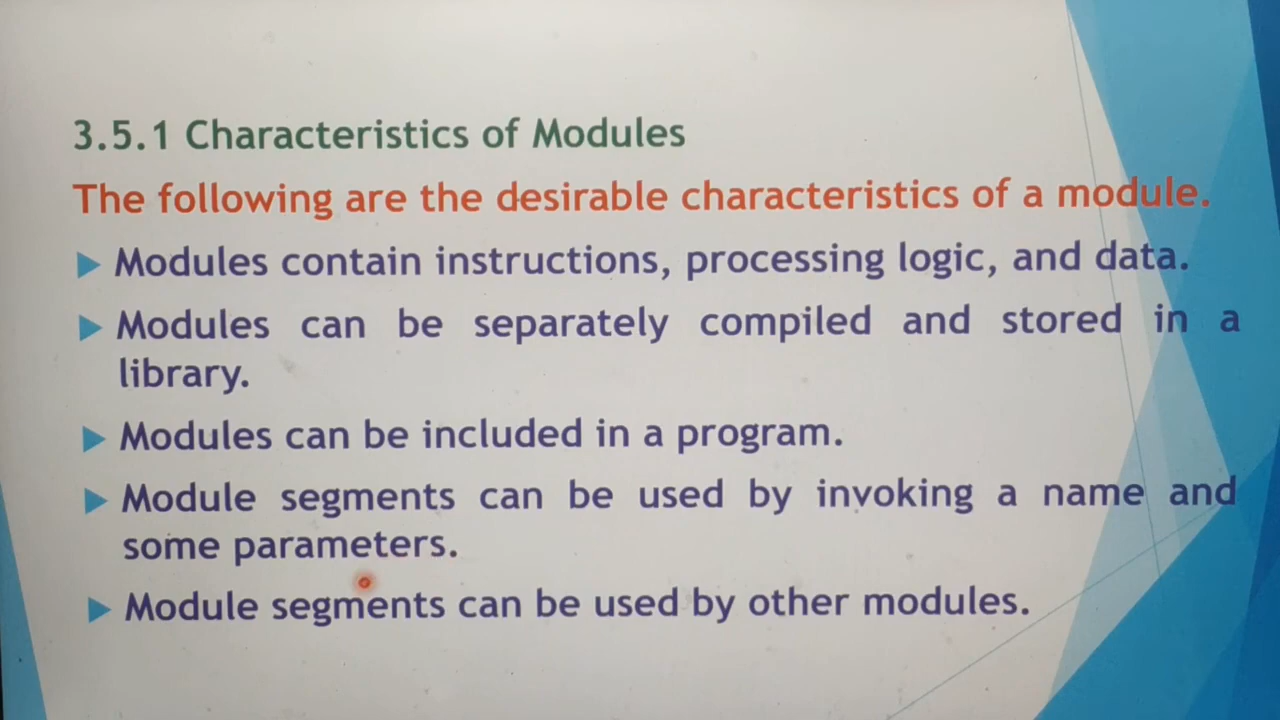 3.5.1 Characteristics of Modules
The following are the desirable characteristics of a module.
Modules contain instructions, processing logic, and data.
Modules can be separately compiled and stored in a
library.
Modules can be included in a program.
Module segments can be used by invoking a name and
some parameters.
Module segments can be used by other modules.